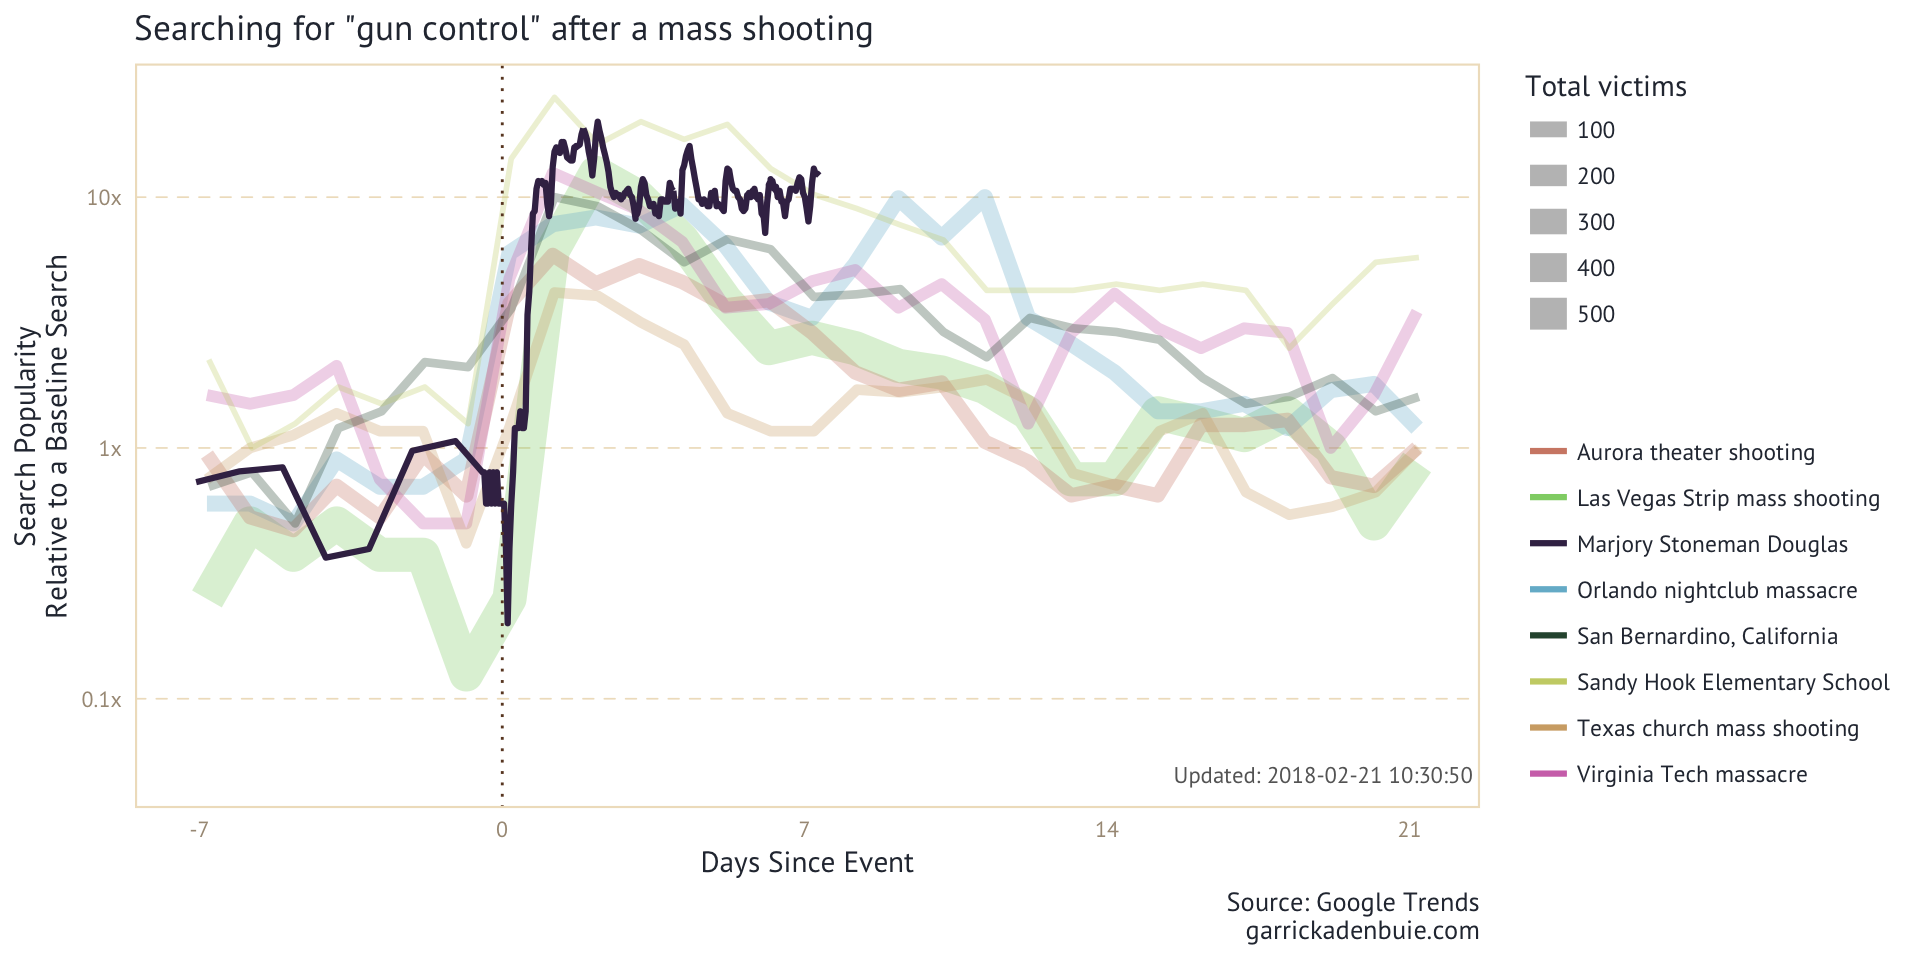 Searching for "gun control" after a mass shooting
Search Popularity
Relative to a Baseline Search
10x
1x
0.1x
-7
0
7
14
21
Days Since Event
Updated: 2018-02-21 10:30:50
Total victims
100
200
300
400
500
Aurora theater shooting
Las Vegas Strip mass shooting
Marjory Stoneman Douglas
Orlando nightclub massacre
San Bernardino, California
Sandy Hook Elementary School
Texas church mass shooting
Virginia Tech massacre
Source: Google Trends
garrickadenbuie.com